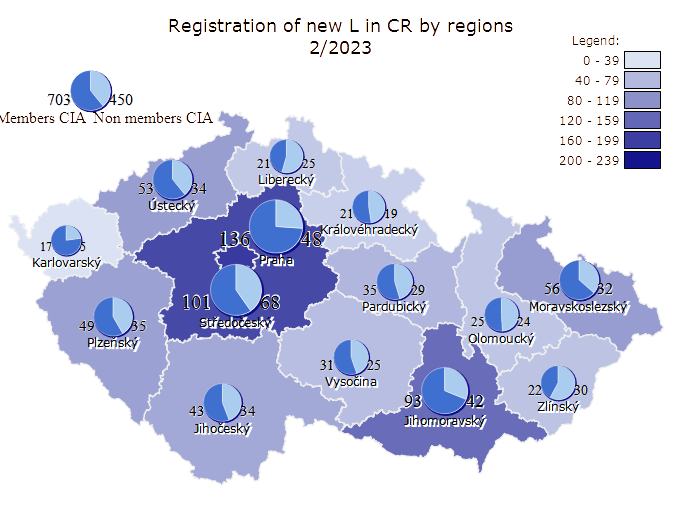 Registration of new L in CR by regions
2/2023
Legend:
0 - 39
40 - 79
80 - 119
120 - 159
160 - 199
200 - 239
703 450
Members CIA Non members CIA
21 25
Liberecký
53 34
Ústecký
21 19
Královéhradecký
17 5
Karlovarský
136 48
Praha
35 29
Pardubický
56 32
Moravskoslezský
101 68
Středočeský
49 35
Plzeňský
25 24
Olomoucký
31 25
Vysočina
22 30
Zlínský
93 42
Jihomoravský
43 34
Jihočeský